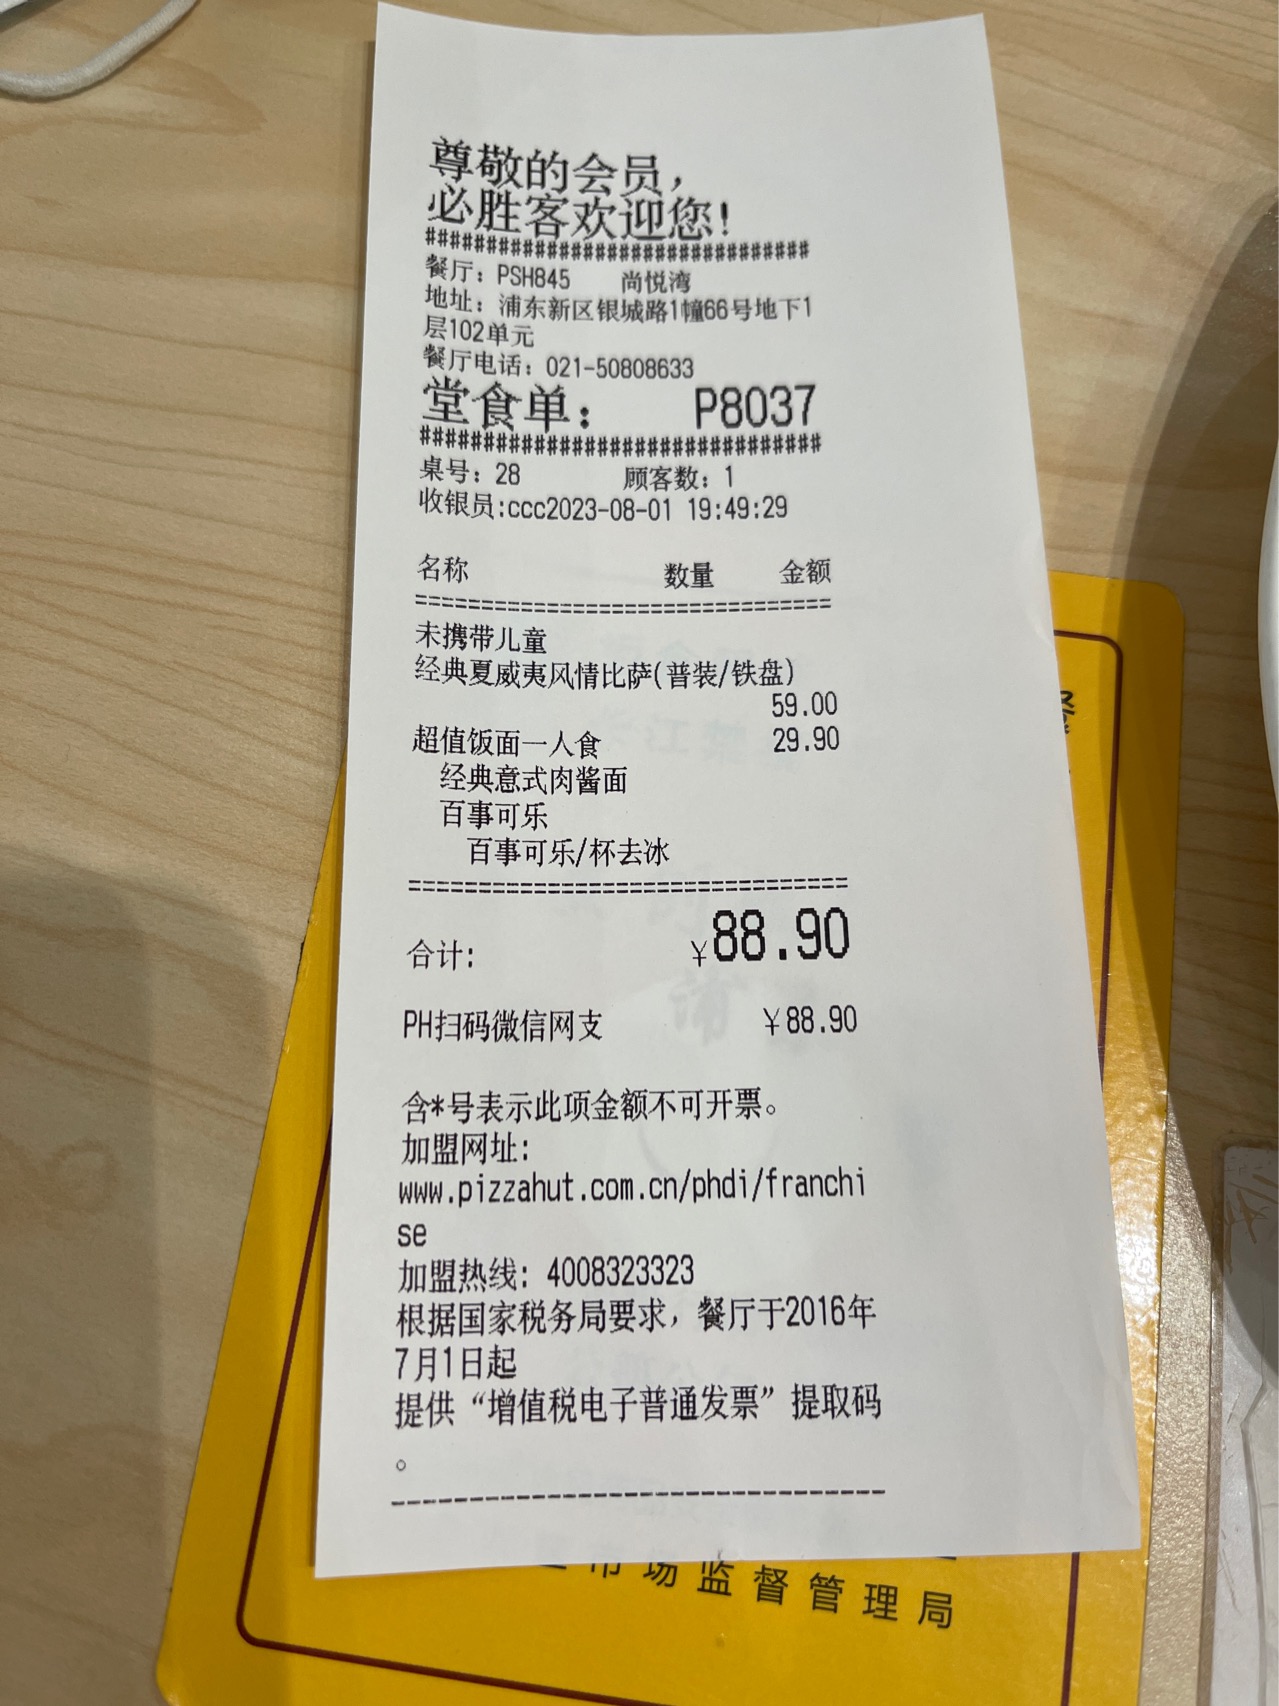 尊敬的会员，
必胜客欢迎您!
################################
餐厅: PSH845 尚悦湾
地址: 浦东新区银城路1幢66号地下1
层102单元
餐厅电话: 021-50808633
堂食单: P8037
################################
桌号: 28 顾客数: 1
收银员:ccc2023-08-01 19:49:29
名称 数量 金额
================================
未携带儿童
经典夏威夷风情比萨(普装/铁盘)
59.00
超值饭面一人食 29.90
经典意式肉酱面
百事可乐
百事可乐/杯去冰
================================
合计: ¥88.90
PH扫码微信网支 ¥88.90
含*号表示此项金额不可开票。
加盟网址:
www.pizzahut.com.cn/phdi/franchi
se
加盟热线: 4008323323
根据国家税务局要求，餐厅于2016年
7月1日起
提供“增值税电子普通发票”提取码
。
--------------------------------
市场监督管理局